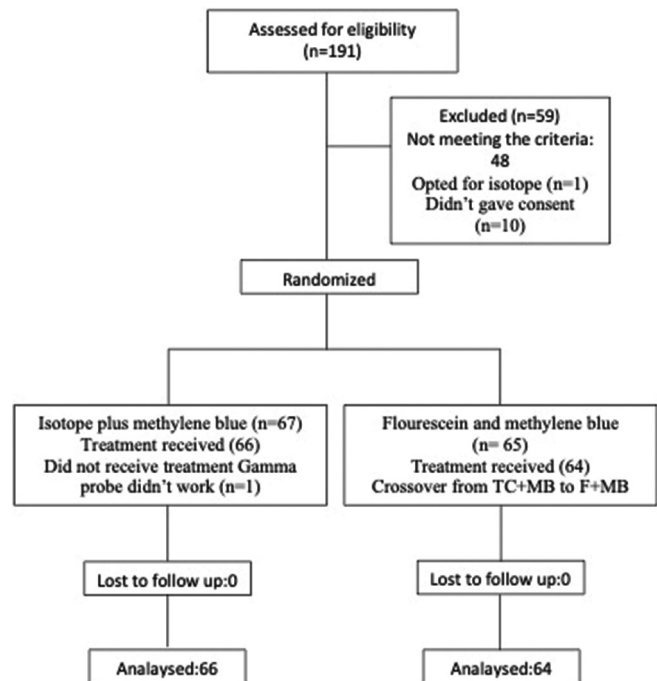 Assessed for eligibility
(n=191)
Excluded (n=59)
Not meeting the criteria:
48
Opted for isotope (n=1)
Didn't gave consent
(n=10)
Randomized
Isotope plus methylene blue (n=67)
Treatment received (66)
Did not receive treatment Gamma
probe didn't work (n=1)
Flourescein and methylene blue
(n= 65)
Treatment received (64)
Crossover from TC+MB to F+MB
Lost to follow up:0
Lost to follow up:0
Analaysed:66
Analaysed:64